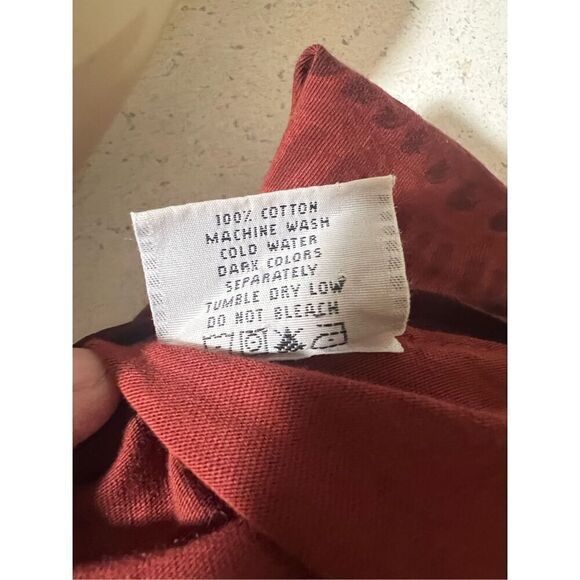 100% COTTON
MACHINE WASH
COLD WATER
DARK COLORS
SEPARATELY
TUMBLE DRY LOW
DO NOT BLEACH